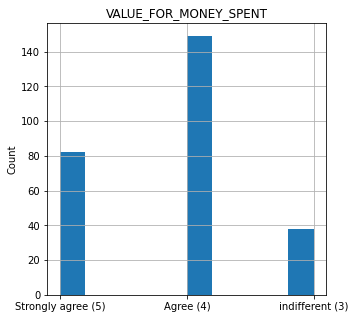 VALUE_FOR_MONEY_SPENT
140
120
100
80
60
40
20
0
Count
Strongly agree (5) Agree (4) indifferent (3)